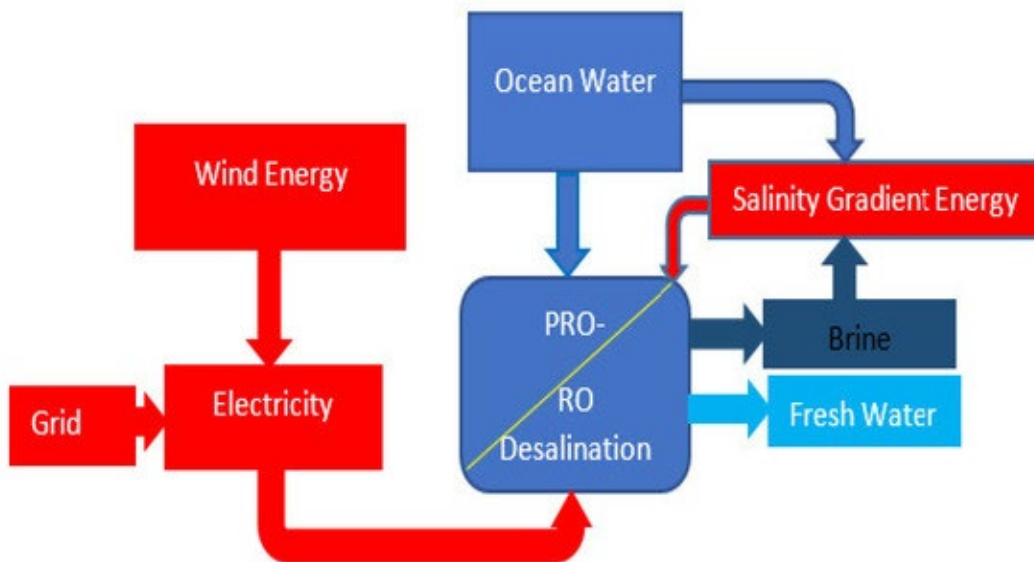 Ocean Water
Wind Energy
Salinity Gradient Energy
PRO-
RO
Desalination
Brine
Fresh Water
Grid
Electricity